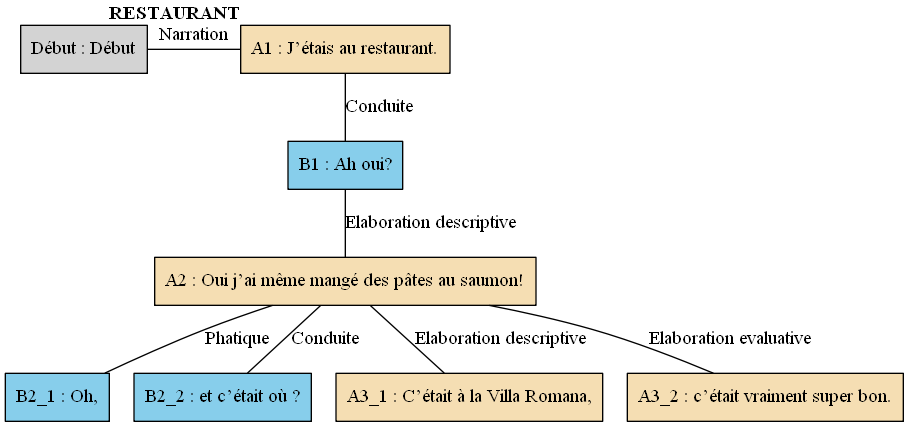 RESTAURANT
Narration
Début : Début
A1 : J’étais au restaurant.
Conduite
B1 : Ah oui?
Elaboration descriptive
A2 : Oui j’ai même mangé des pâtes au saumon!
Phatique
Conduite
Elaboration descriptive
Elaboration evaluative
B2_1 : Oh,
B2_2 : et c’était où ?
A3_1 : C’était à la Villa Romana,
A3_2 : c’était vraiment super bon.